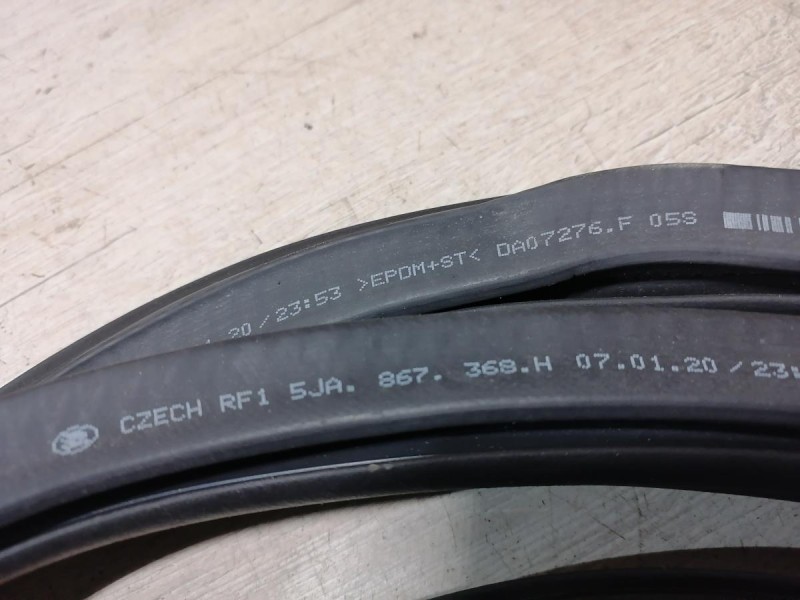 20/23:53 >EPDM+ST< DA07276.F 05S
CZECH RF1 5JA. 867. 368.H 07.01.20/23: